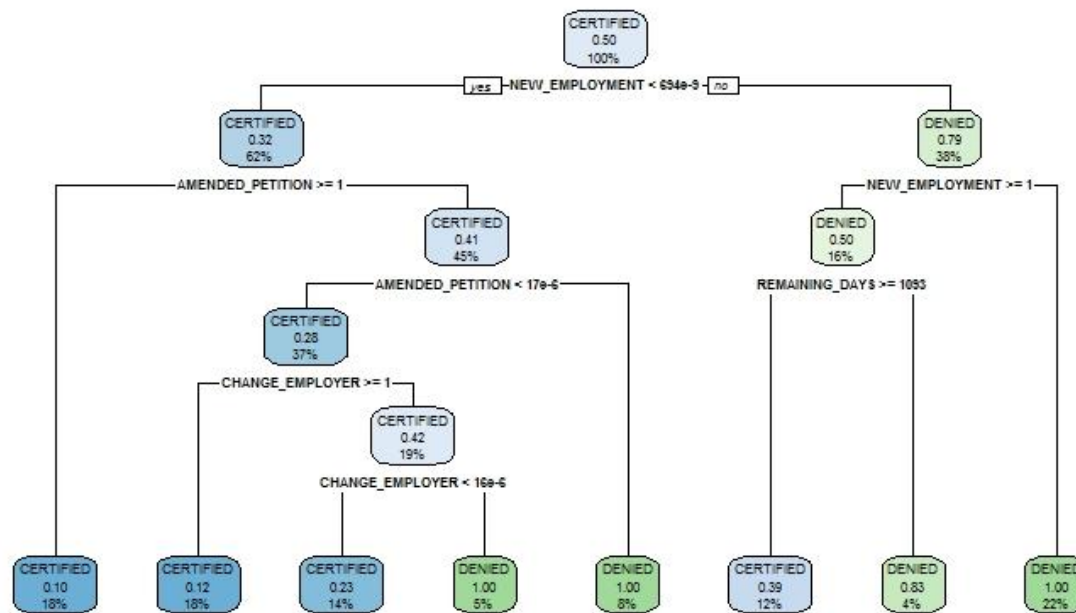 CERTIFIED
0.50
100%
yes NEW_EMPLOYMENT < 694e-9 no
CERTIFIED
0.32
62%
DENIED
0.79
38%
AMENDED_PETITION >= 1
NEW_EMPLOYMENT >= 1
CERTIFIED
0.41
45%
DENIED
0.50
16%
AMENDED_PETITION < 17e-6
REMAINING_DAYS >= 1093
CERTIFIED
0.28
37%
CHANGE_EMPLOYER >= 1
CERTIFIED
0.42
19%
CHANGE_EMPLOYER < 16e-6
CERTIFIED
0.10
18%
CERTIFIED
0.12
18%
CERTIFIED
0.23
14%
DENIED
1.00
5%
DENIED
1.00
8%
CERTIFIED
0.39
12%
DENIED
0.83
4%
DENIED
1.00
22%